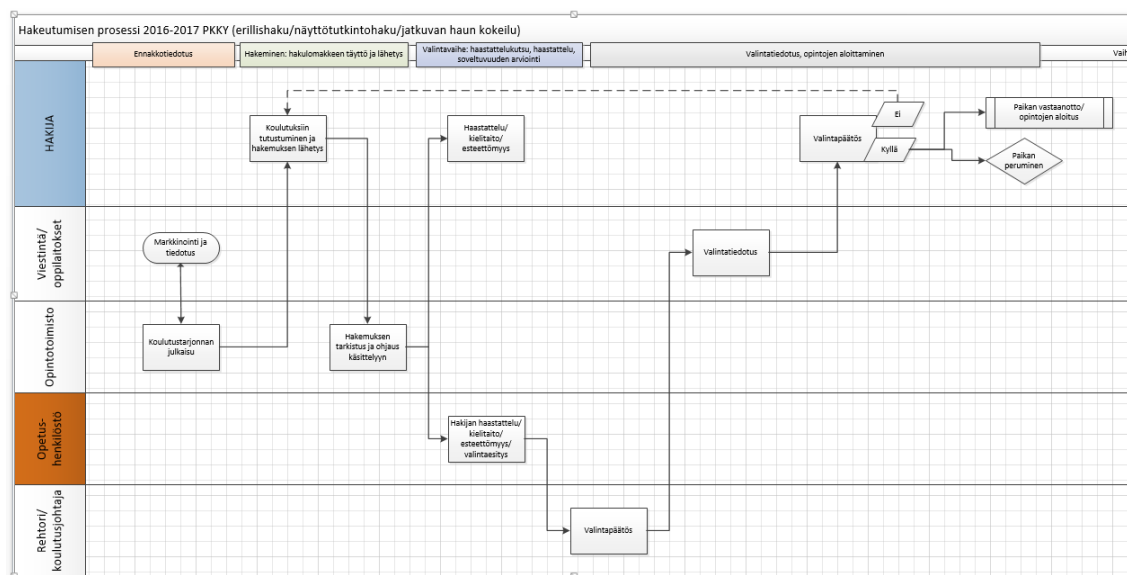 Hakeutumisen prosessi 2016-2017 PKKY (erillishaku/näyttötutkintohaku/jatkuvan haun kokeilu)
Ennakkotiedotus
Hakeminen: hakulomakkeen täyttö ja lähetys
Valintavaihe: haastattelukutsu, haastattelu,
soveltuvuuden arviointi
Valintatiedotus, opintojen aloittaminen
Vaih
HAKIJA
Koulutuksiin
tutustuminen ja
hakemuksen lähetys
Haastattelu/
kielitaito/
esteettömyys
Valintapäätös
Ei
Kyllä
Paikan vastaanotto/
opintojen aloitus
Paikan
peruminen
Viestintä/
oppilaitokset
Markkinointi ja
tiedotus
Valintatiedotus
Opintotoimisto
Koulutustarjonnan
julkaisu
Hakemuksen
tarkistus ja ohjaus
käsittelyyn
Opetus-
henkilöstö
Hakijan haastattelu/
kielitaito/
esteettömyys/
valintaesitys
Rehtori/
koulutusjohtaja
Valintapäätös